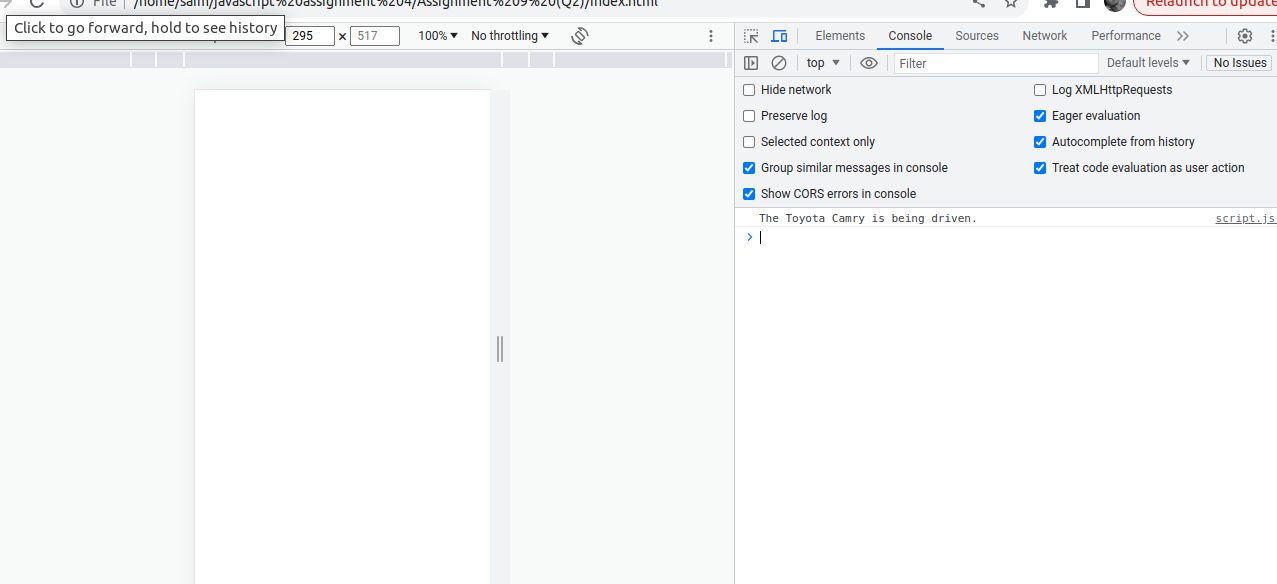 File /home/saim/javascript%20assignment%204/Assignment%209%20(Q2)/index.html Relaunch to update
Click to go forward, hold to see history
295 × 517 100% No throttling
Elements Console Sources Network Performance
top Filter Default levels No Issues
Hide network Log XMLHttpRequests
Preserve log Eager evaluation
Selected context only Autocomplete from history
Group similar messages in console Treat code evaluation as user action
Show CORS errors in console
The Toyota Camry is being driven. script.js